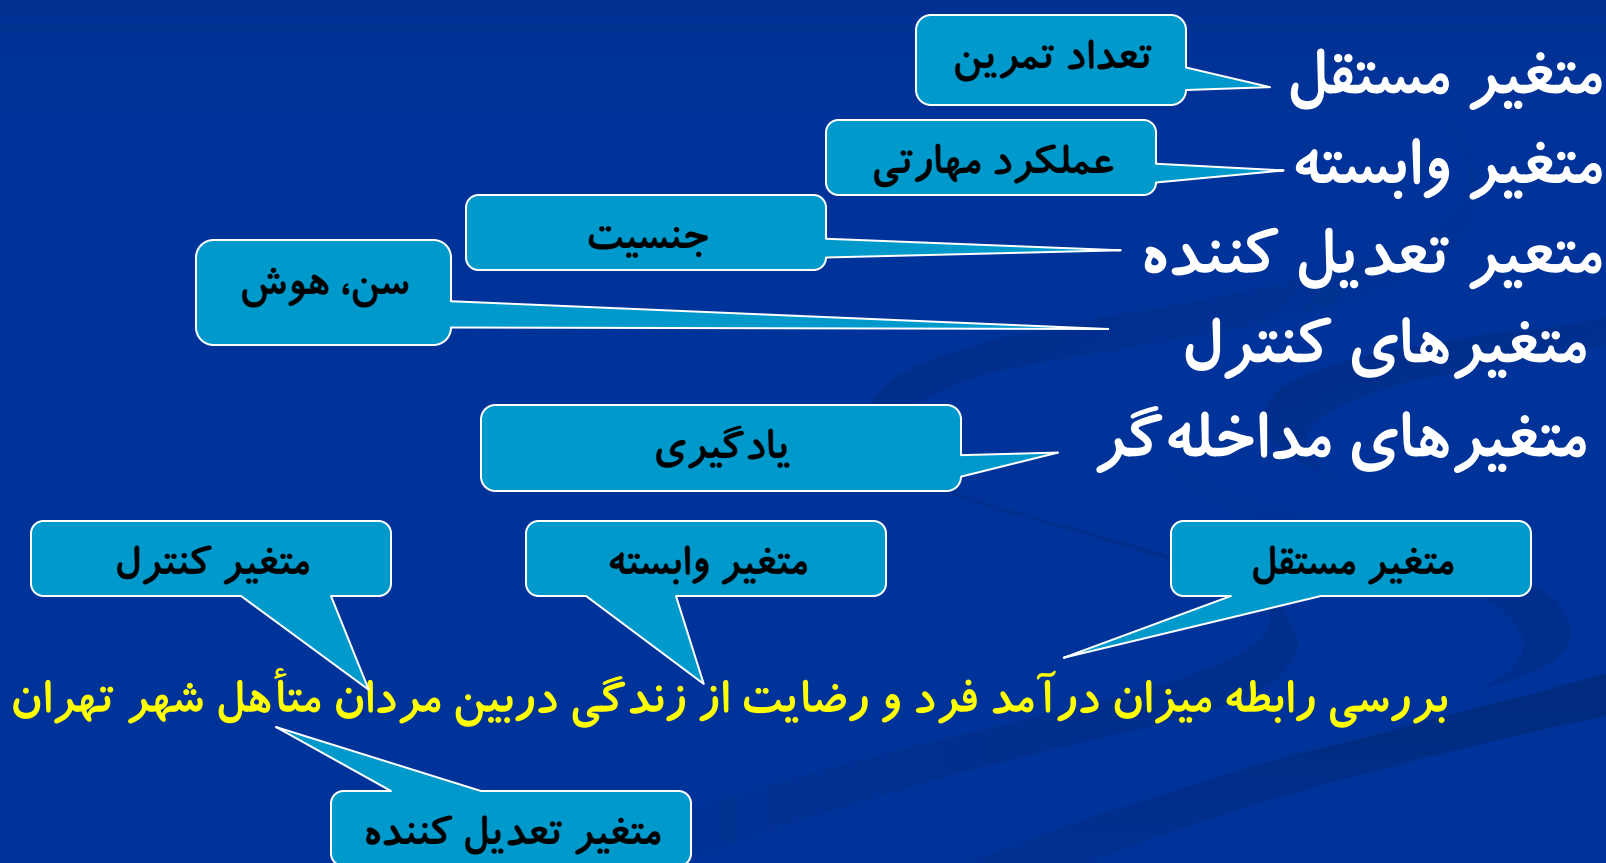 متغیر مستقل
تعداد تمرین
متغیر وابسته
عملکرد مهارتی
متعیر تعدیل کننده
جنسیت
متغیرهای کنترل
سن، هوش
متغیرهای مداخله‌گر
یادگیری
متغیر مستقل
متغیر وابسته
متغیر کنترل
بررسی رابطه میزان درآمد فرد و رضایت از زندگی دربین مردان متأهل شهر تهران
متغیر تعدیل کننده